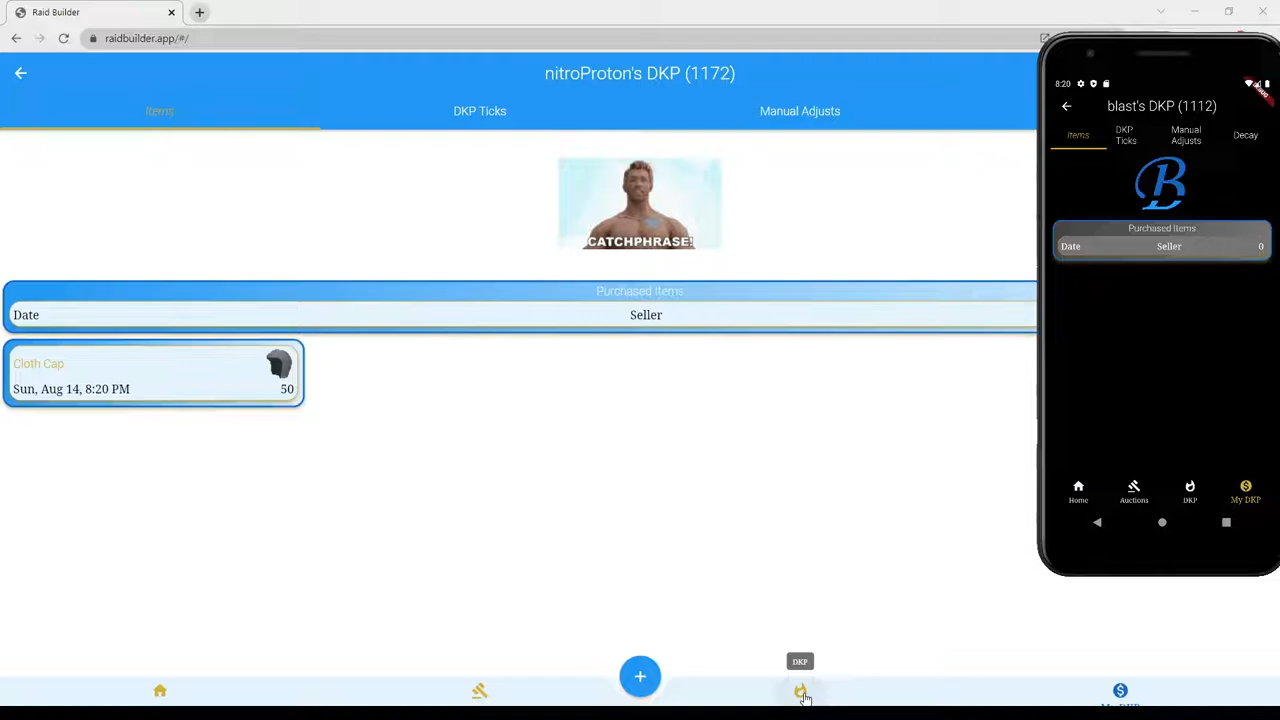 Raid Builder
raidbuilder.app/#/
nitroProton's DKP (1172)
Items
DKP Ticks
Manual Adjusts
CATCHPHRASE!
Purchased Items
Date
Seller
Cloth Cap
Sun, Aug 14, 8:20 PM
50
DKP
My DKP
8:20
blast's DKP (1112)
Items
DKP
Ticks
Manual
Adjusts
Decay
B
Purchased Items
Date
Seller
0
Home
Auctions
DKP
My DKP